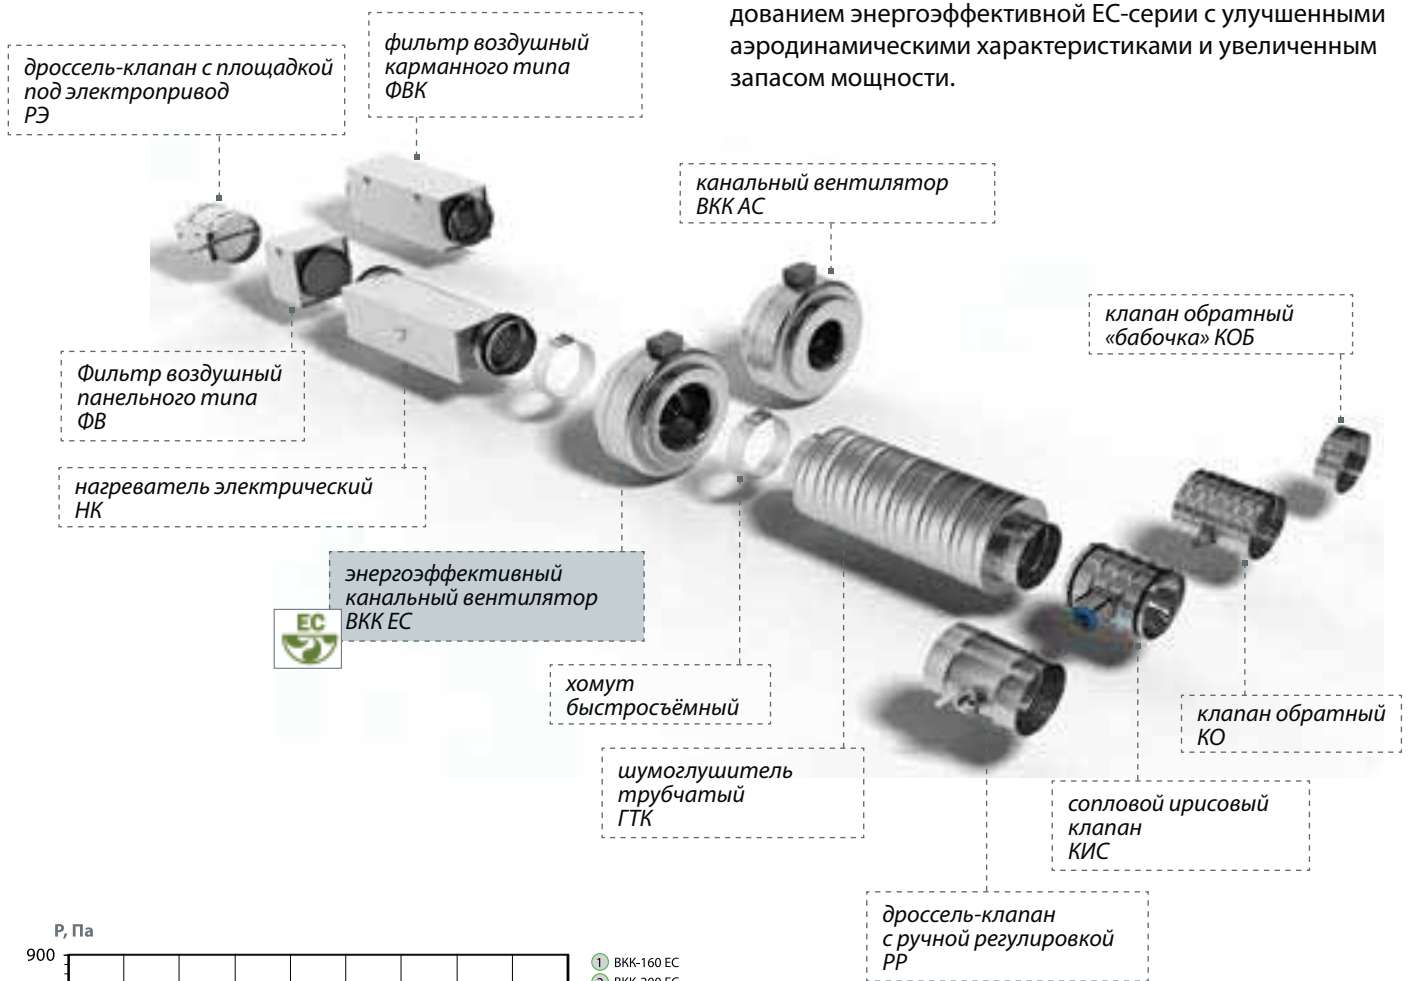 дованием энергоэффективной ЕС-серии с улучшенными
аэродинамическими характеристиками и увеличенным
запасом мощности.
фильтр воздушный
карманного типа
ФВК
дроссель-клапан с площадкой
под электропривод
РЭ
канальный вентилятор
ВКК АС
клапан обратный
«бабочка» КОБ
Фильтр воздушный
панельного типа
ФВ
нагреватель электрический
НК
энергоэффективный
канальный вентилятор
ВКК ЕС
EC
хомут
быстросъёмный
клапан обратный
КО
шумоглушитель
трубчатый
ГТК
сопловой ирисовый
клапан
КИС
дроссель-клапан
с ручной регулировкой
РР
Р, Па
900
1 ВКК-160 ЕС